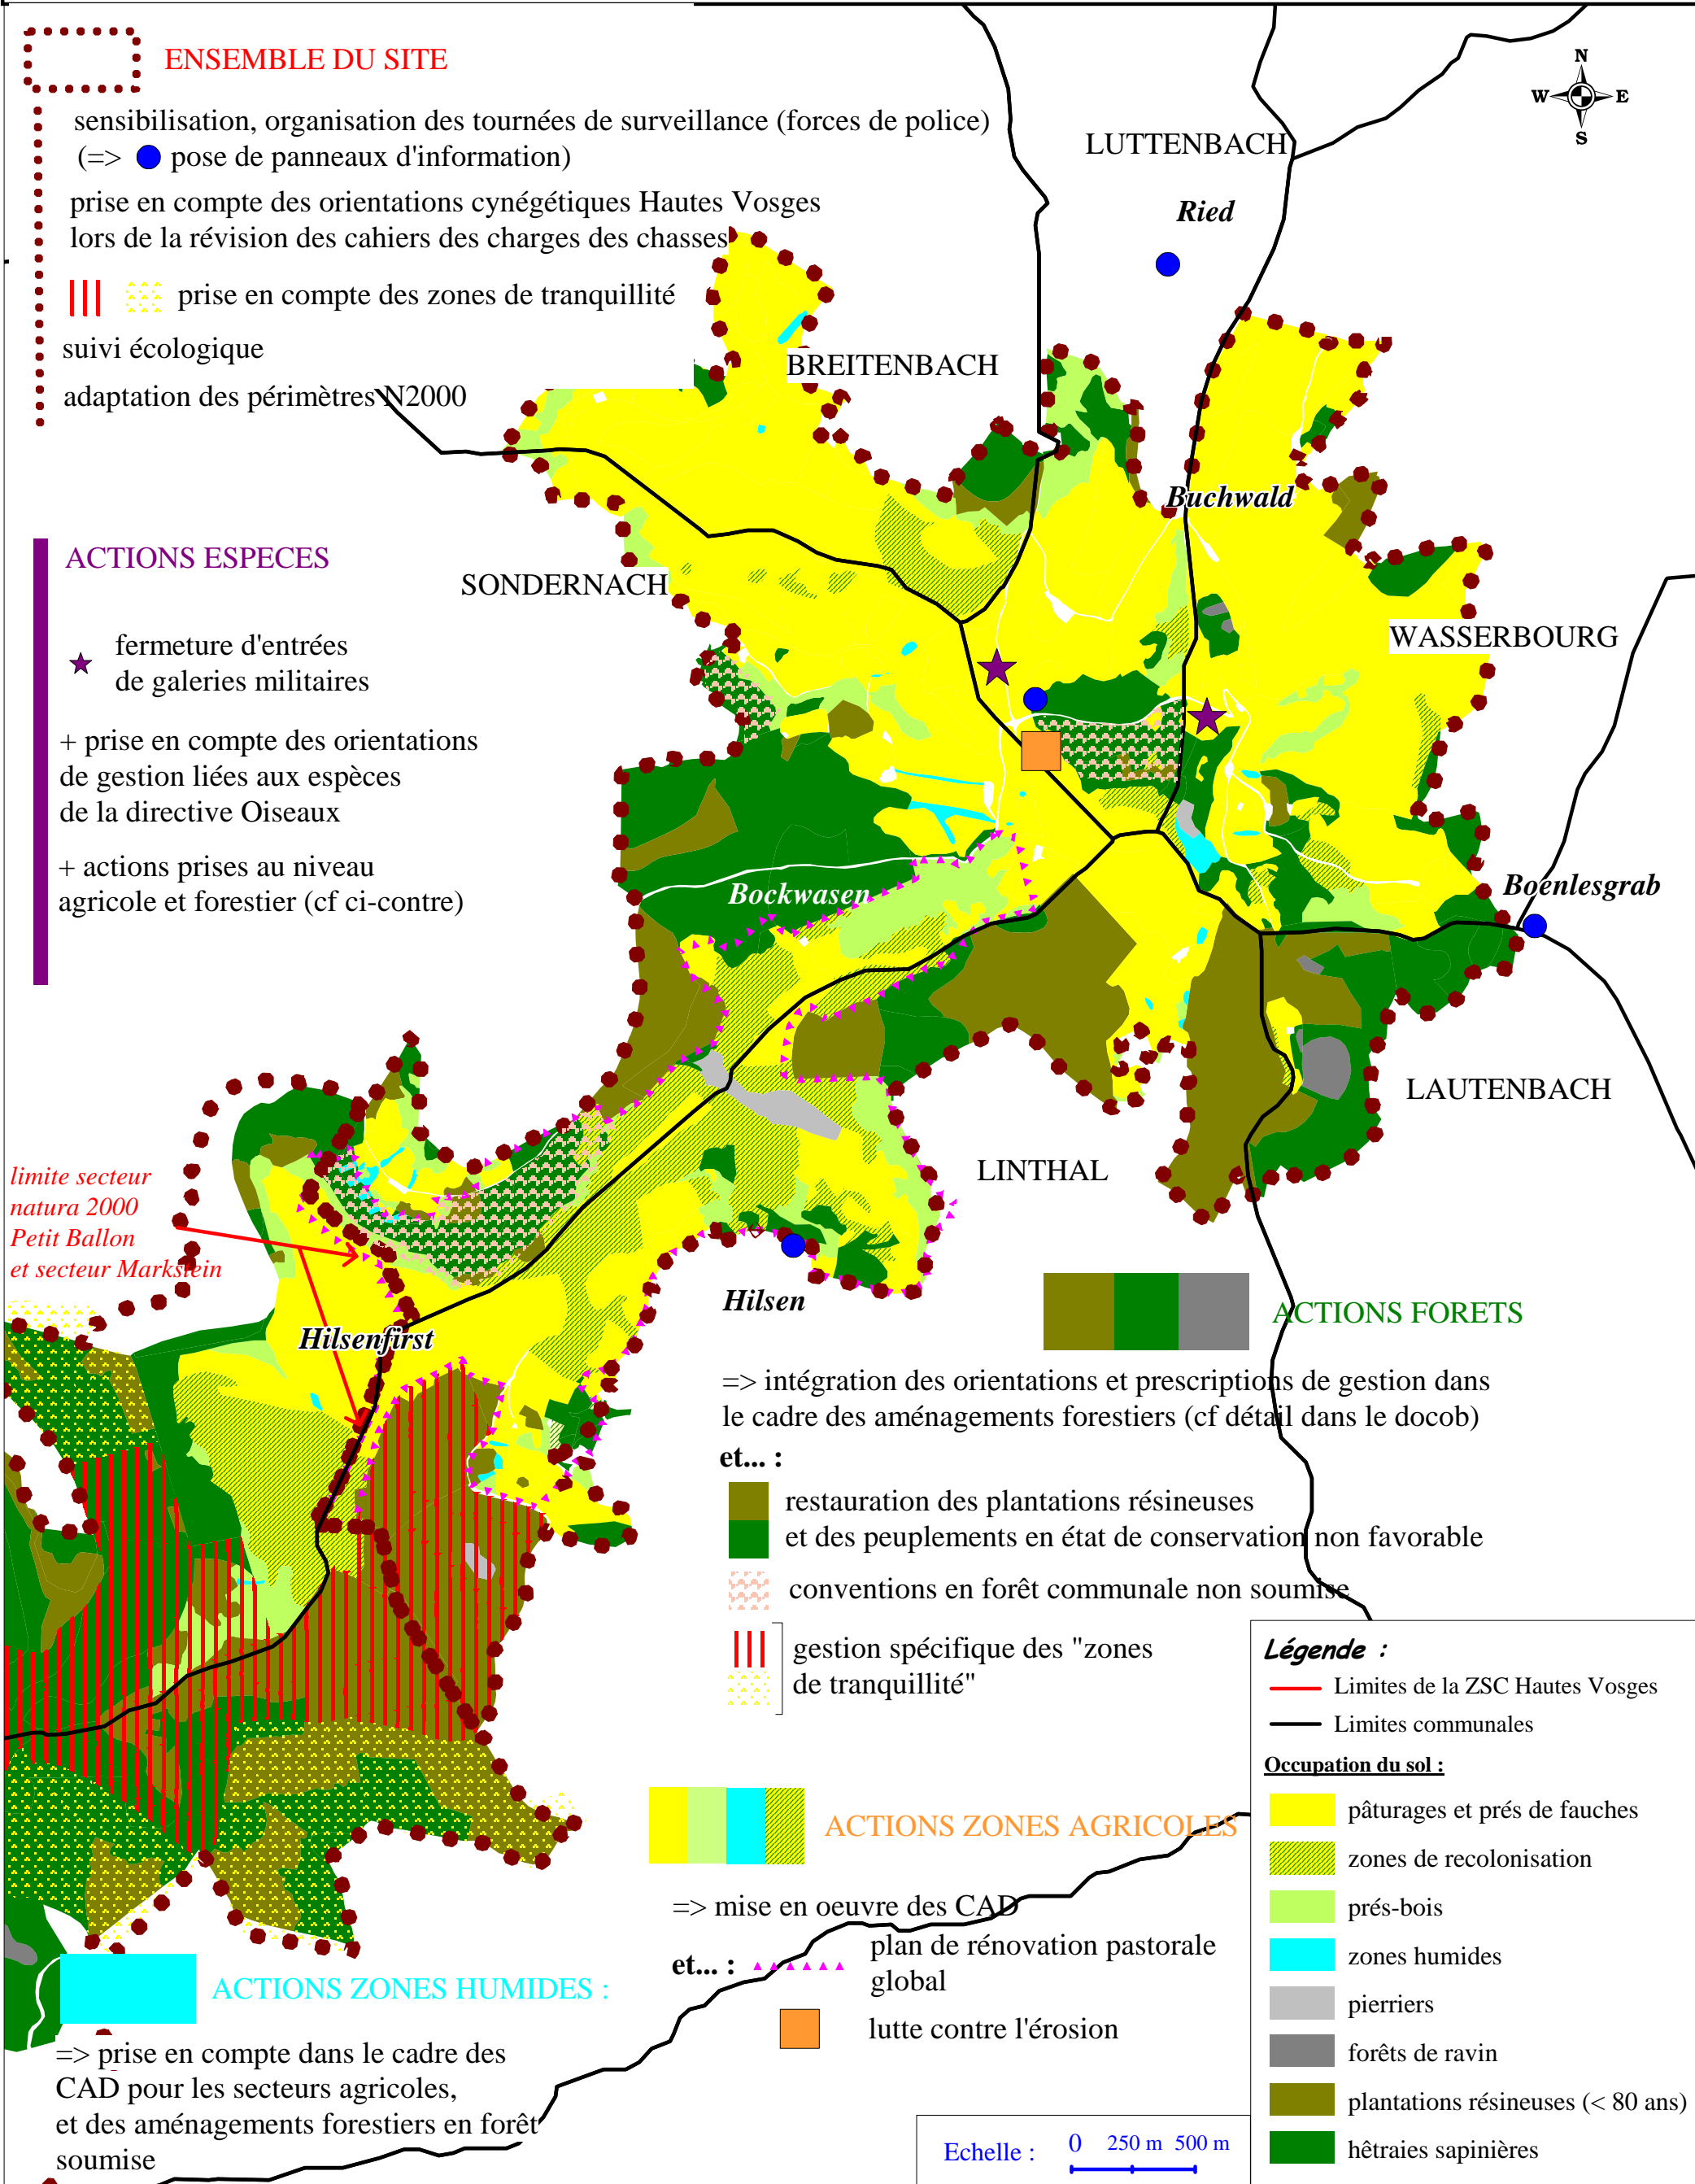 ENSEMBLE DU SITE
sensibilisation, organisation des tournées de surveillance (forces de police)
(=> pose de panneaux d'information)
prise en compte des orientations cynégétiques Hautes Vosges
lors de la révision des cahiers des charges des chasses
prise en compte des zones de tranquillité
suivi écologique
adaptation des périmètres N2000
N
W E
S
LUTTENBACH
Ried
BREITENBACH
Buchwald
SONDERNACH
WASSERBOURG
ACTIONS ESPECES
fermeture d'entrées
de galeries militaires
+ prise en compte des orientations
de gestion liées aux espèces
de la directive Oiseaux
+ actions prises au niveau
agricole et forestier (cf ci-contre)
Bockwasen
Boenlesgrab
LAUTENBACH
LINTHAL
limite secteur
natura 2000
Petit Ballon
et secteur Markstein
Hilsen
Hilsenfirst
ACTIONS FORETS
=> intégration des orientations et prescriptions de gestion dans
le cadre des aménagements forestiers (cf détail dans le docob)
et... :
restauration des plantations résineuses
et des peuplements en état de conservation non favorable
conventions en forêt communale non soumise
gestion spécifique des "zones
de tranquillité"
ACTIONS ZONES AGRICOLES
=> mise en oeuvre des CAD
et... : plan de rénovation pastorale
global
lutte contre l'érosion
ACTIONS ZONES HUMIDES :
=> prise en compte dans le cadre des
CAD pour les secteurs agricoles,
et des aménagements forestiers en forêt
soumise
Légende :
Limites de la ZSC Hautes Vosges
Limites communales
Occupation du sol :
pâturages et prés de fauches
zones de recolonisation
prés-bois
zones humides
pierriers
forêts de ravin
plantations résineuses (< 80 ans)
hêtraies sapinières
Echelle : 0 250 m 500 m